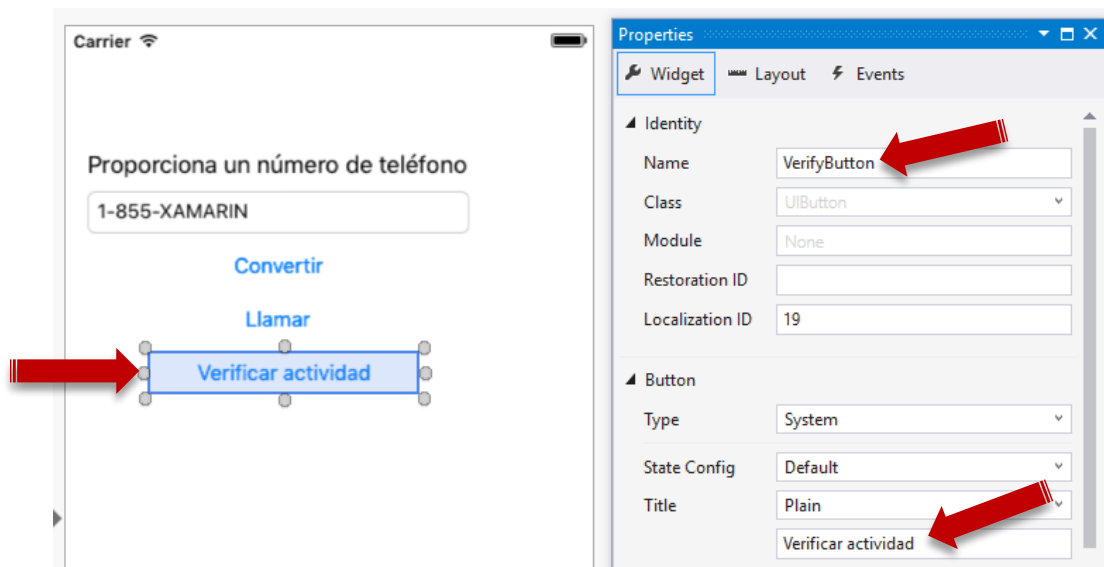 Carrier
Proporciona un número de teléfono
1-855-XAMARIN
Convertir
Llamar
Verificar actividad
Properties
Widget Layout Events
Identity
Name VerifyButton
Class UIButton
Module None
Restoration ID
Localization ID 19
Button
Type System
State Config Default
Title Plain
Verificar actividad